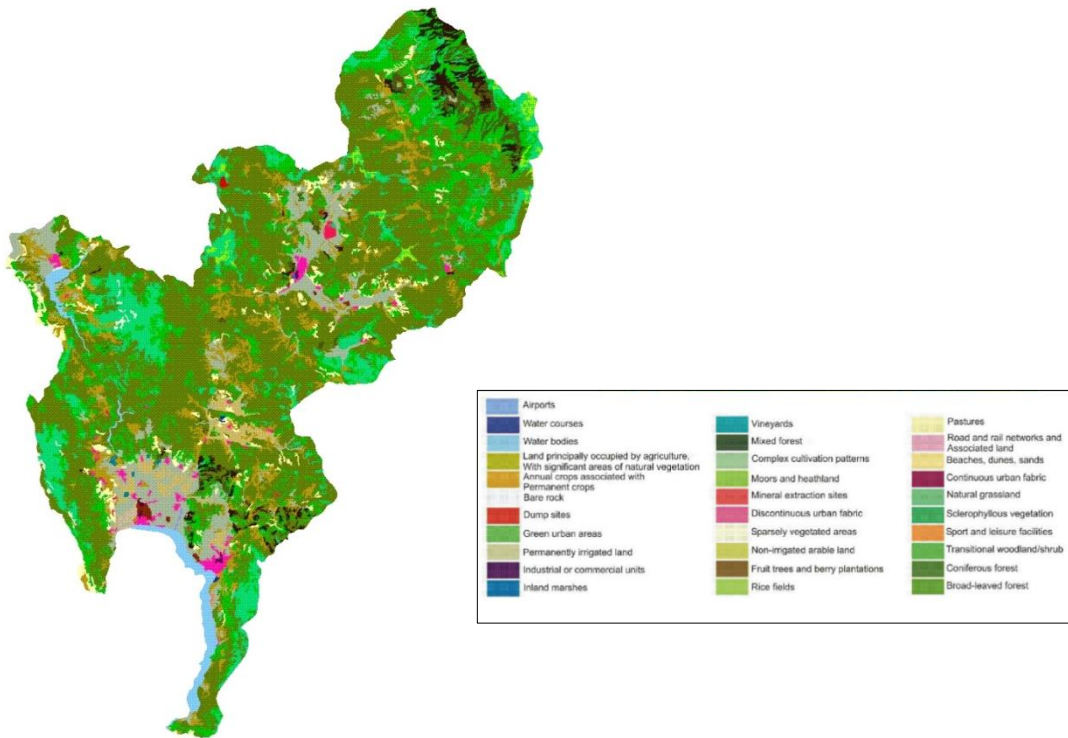 Airports
Water courses
Water bodies
Land principally occupied by agriculture,
With significant areas of natural vegetation
Annual crops associated with
Permanent crops
Bare rock
Dump sites
Green urban areas
Permanently irrigated land
Industrial or commercial units
Inland marshes
Vineyards
Mixed forest
Complex cultivation patterns
Moors and heathland
Mineral extraction sites
Discontinuous urban fabric
Sparsely vegetated areas
Non-irrigated arable land
Fruit trees and berry plantations
Rice fields
Pastures
Road and rail networks and
Associated land
Beaches, dunes, sands
Continuous urban fabric
Natural grassland
Sclerophyllous vegetation
Sport and leisure facilities
Transitional woodland/shrub
Coniferous forest
Broad-leaved forest